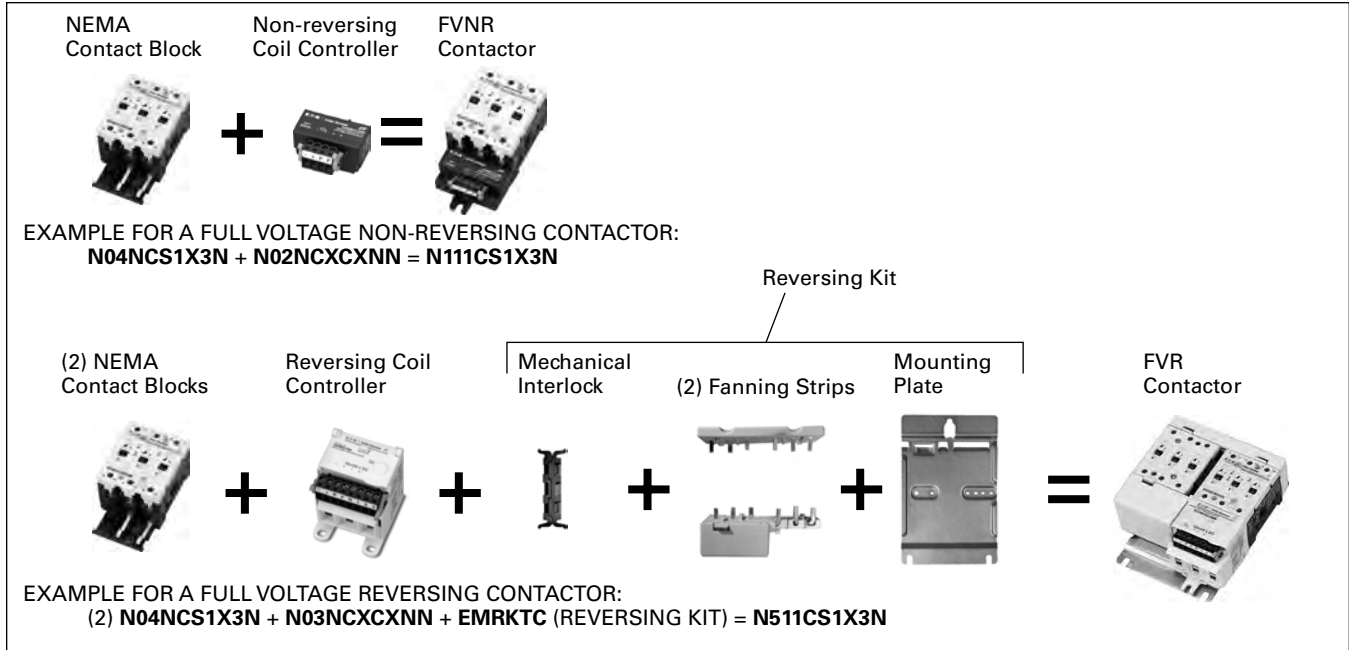 NEMA
Contact Block
Non-reversing
Coil Controller
FVNR
Contactor
+
=
EXAMPLE FOR A FULL VOLTAGE NON-REVERSING CONTACTOR:
N04NCS1X3N + N02NCXCXNN = N111CS1X3N
Reversing Kit
(2) NEMA
Contact Blocks
Reversing Coil
Controller
Mechanical
Interlock
(2) Fanning Strips
Mounting
Plate
FVR
Contactor
+
+
+
+
=
EXAMPLE FOR A FULL VOLTAGE REVERSING CONTACTOR:
(2) N04NCS1X3N + N03NCXCXNN + EMRKTC (REVERSING KIT) = N511CS1X3N